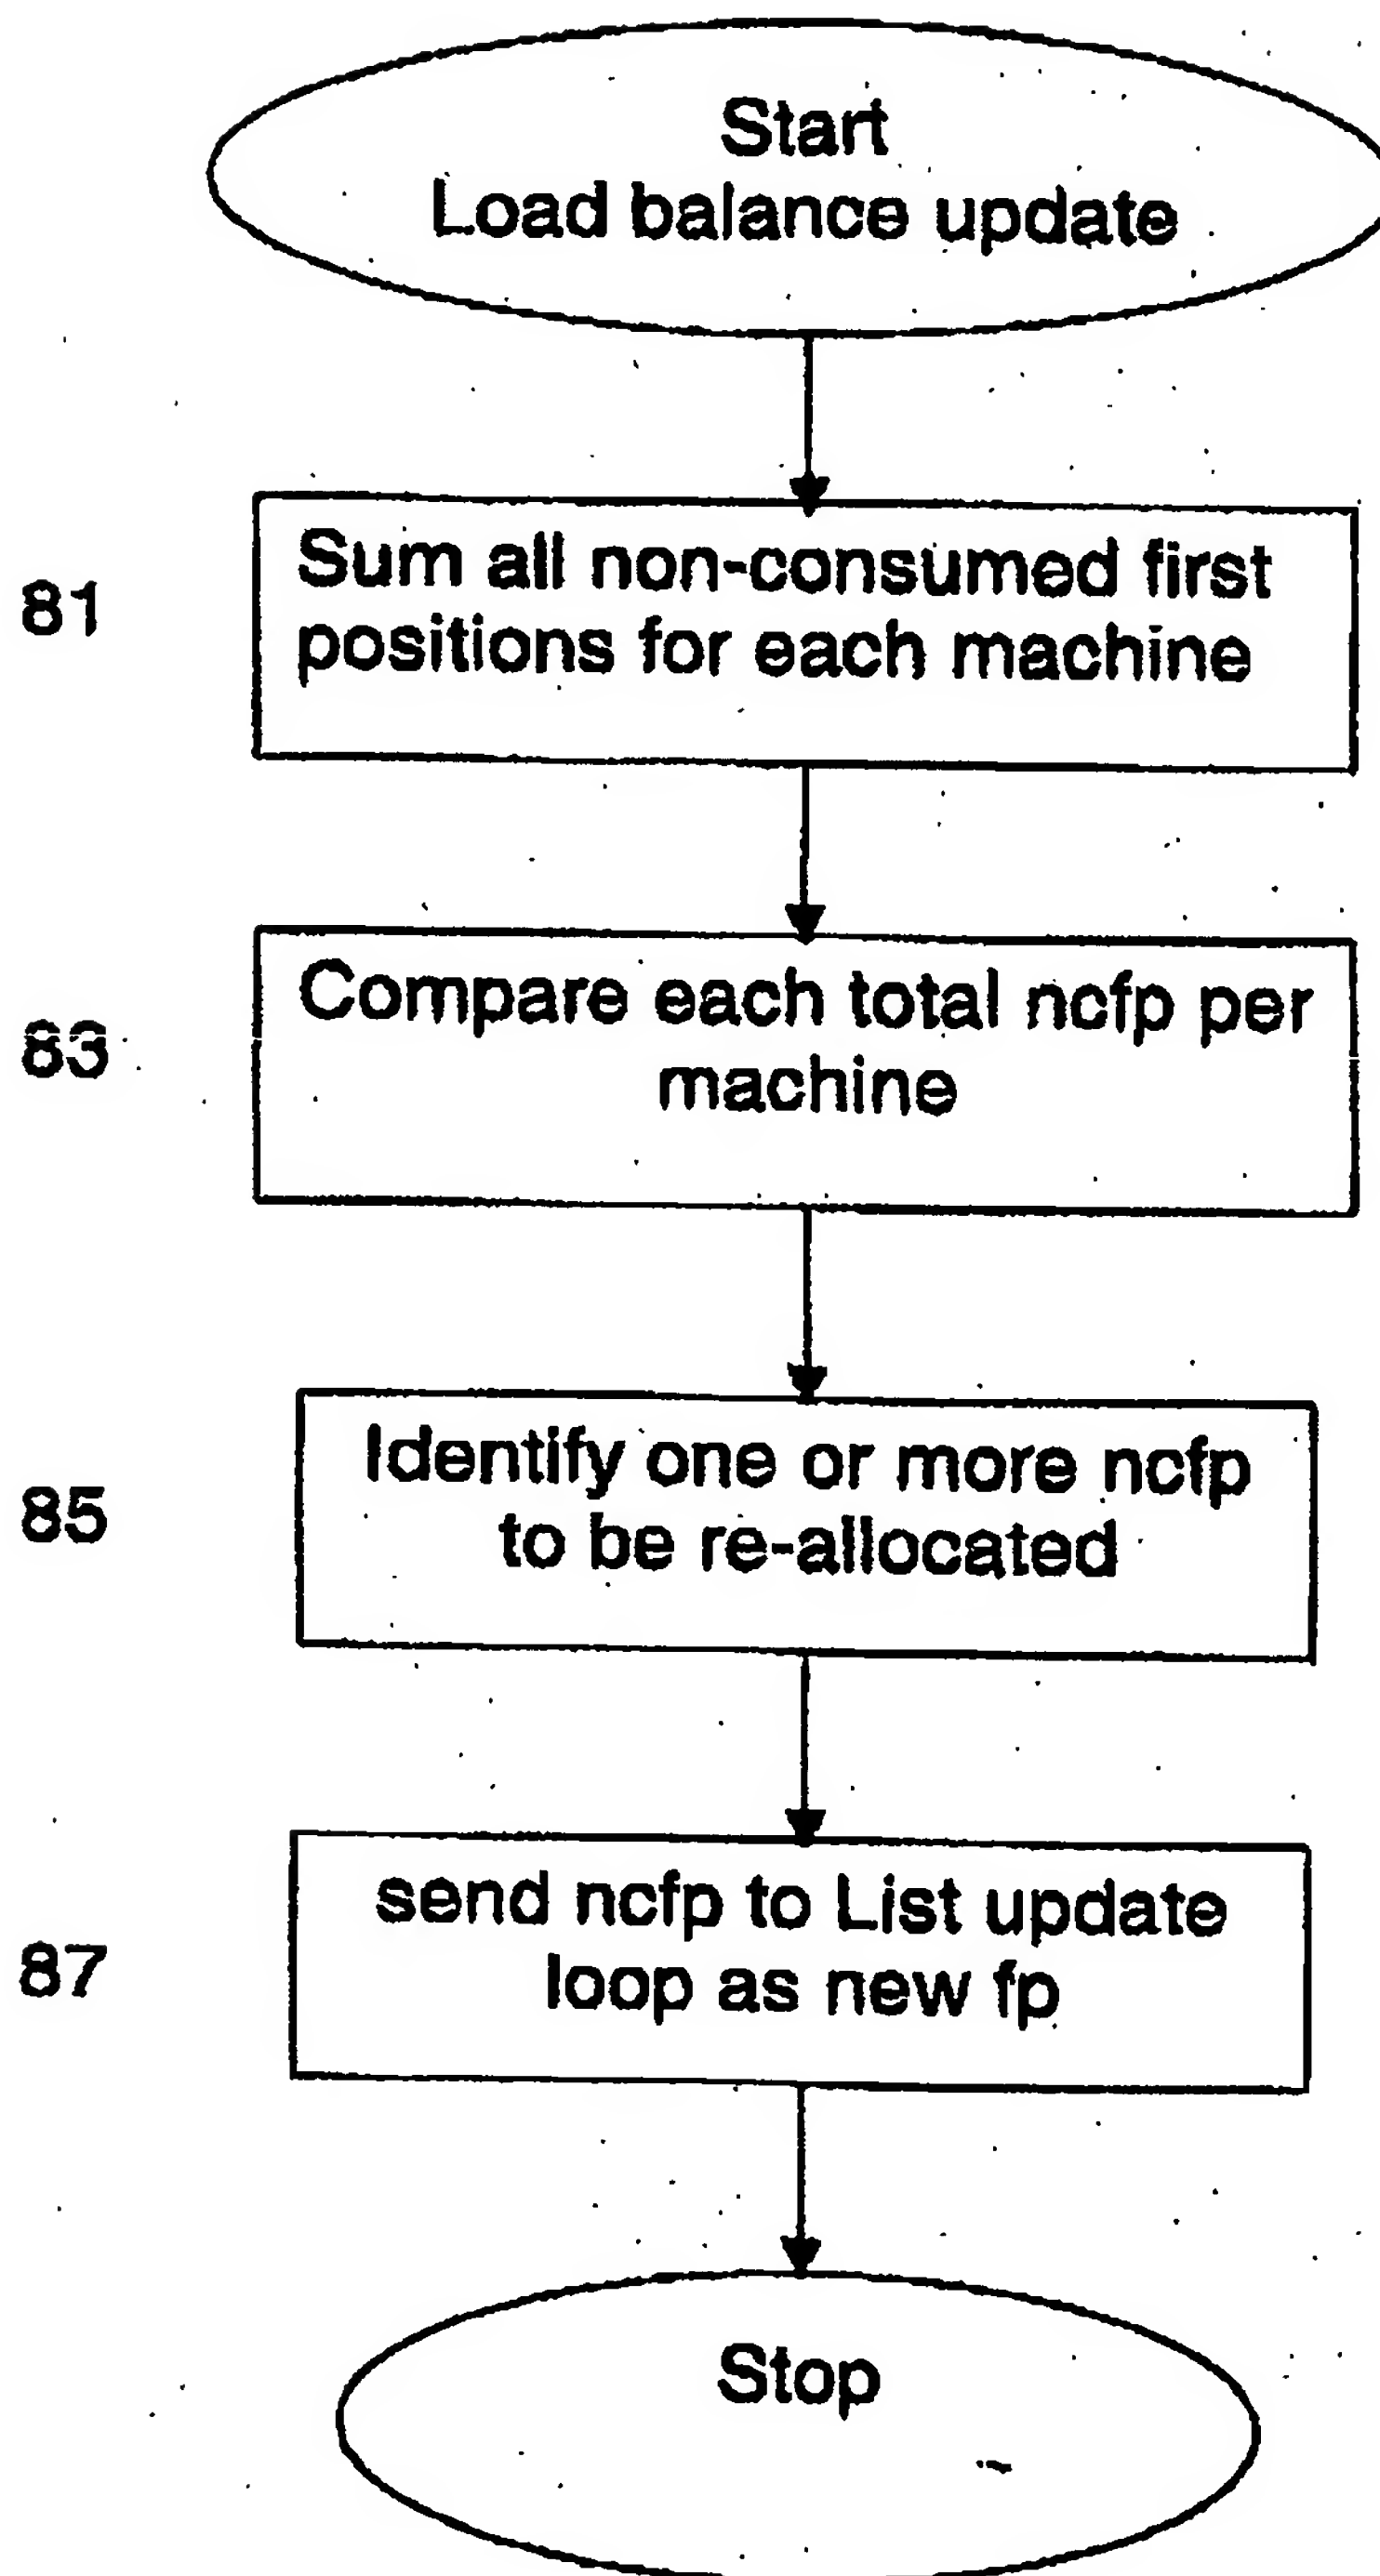 Start
Load balance update
81
Sum all non-consumed first
positions for each machine
83
Compare each total ncfp per
machine
85
Identify one or more ncfp
to be re-allocated
87
send ncfp to List update
loop as new fp
Stop